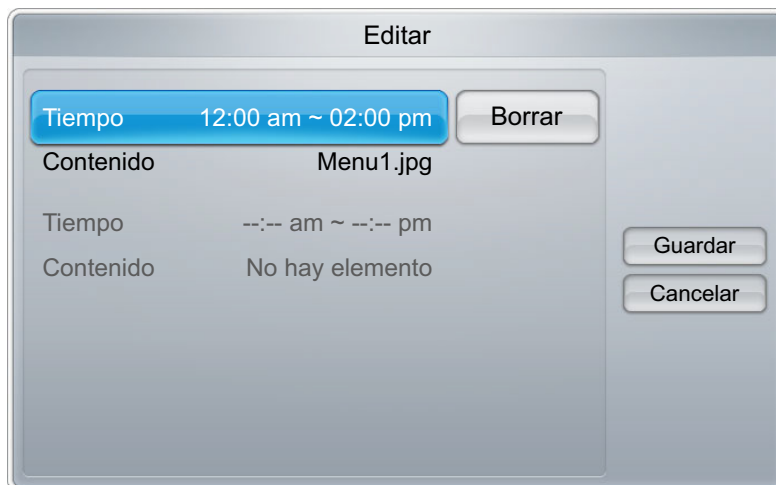 Editar
Tiempo 12:00 am ~ 02:00 pm Borrar
Contenido Menu1.jpg
Tiempo --:-- am ~ --:-- pm
Guardar
Contenido No hay elemento
Cancelar